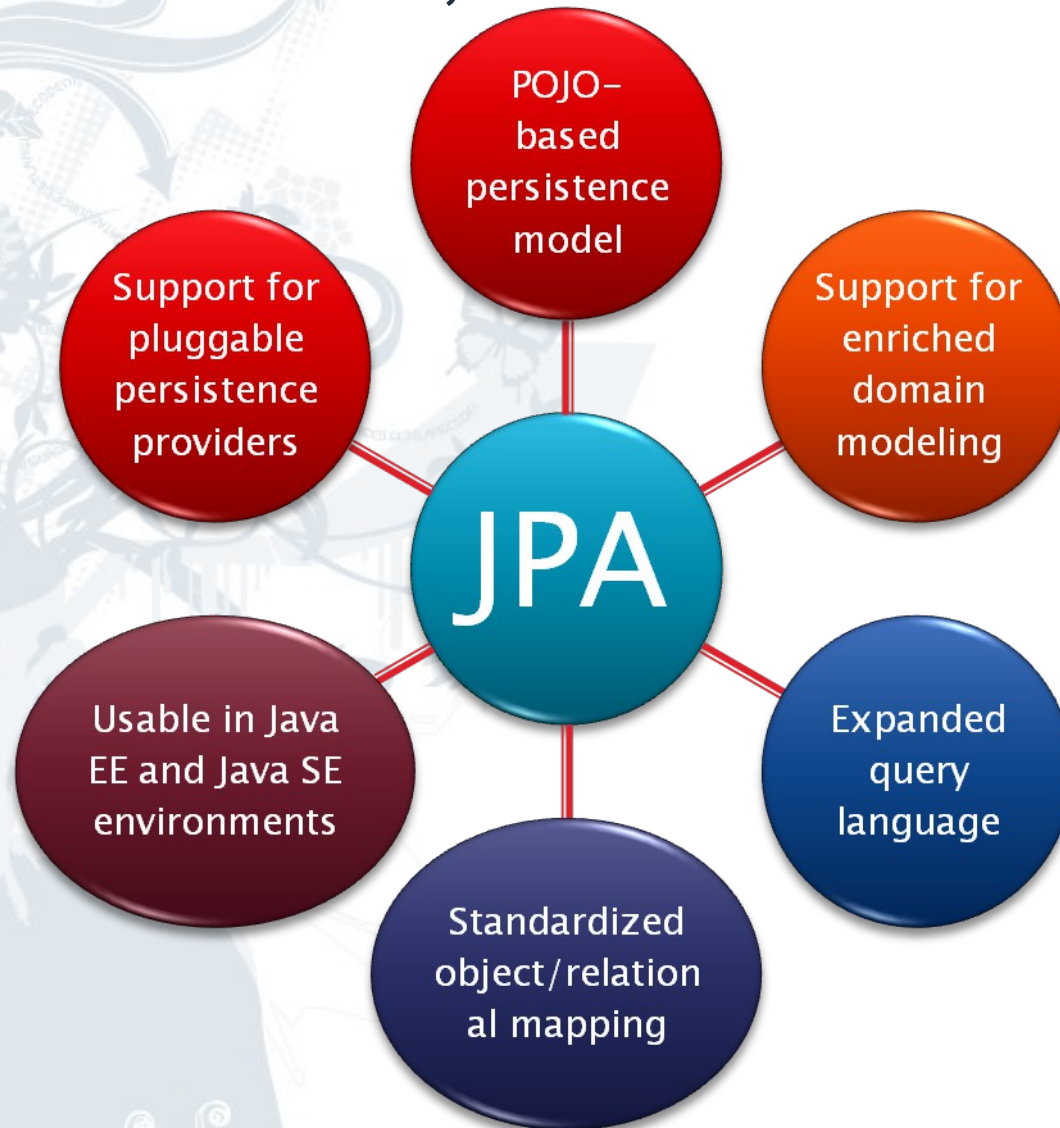 POJO-
based
persistence
model
Support for
enriched
domain
modeling
Expanded
query
language
Standardized
object/relation
al mapping
Usable in Java
EE and Java SE
environments
Support for
pluggable
persistence
providers
JPA